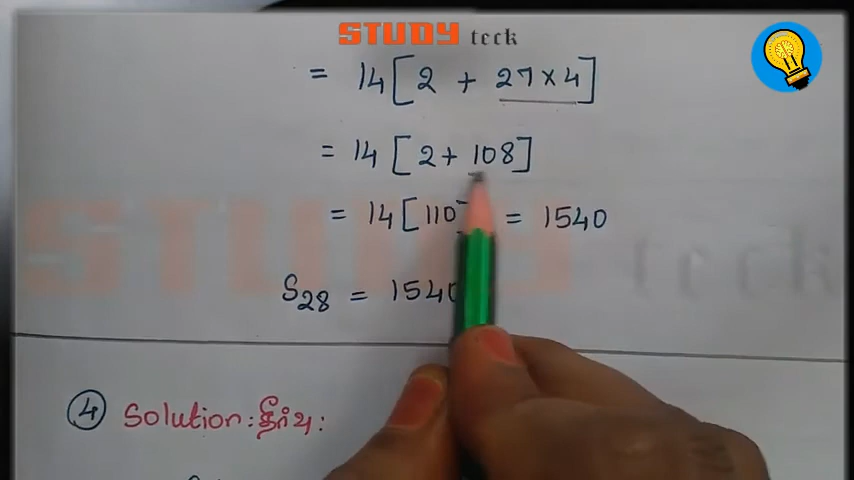 STUDY teck
= 14[2 + 27×4]
= 14[2+ 108]
= 14[110] = 1540
S₂₈ = 1540
④ Solution: தீர்வு: